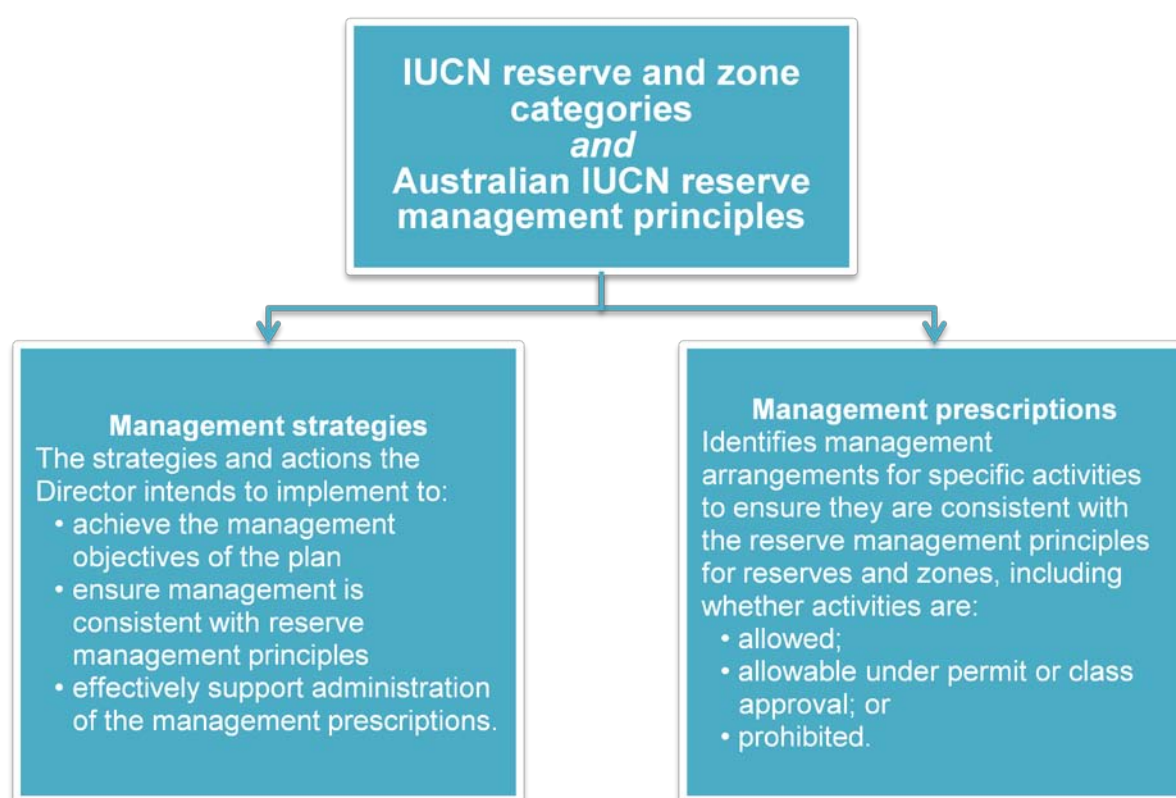 IUCN reserve and zone
categories
and
Australian IUCN reserve
management principles
Management strategies
The strategies and actions the
Director intends to implement to:
• achieve the management
objectives of the plan
• ensure management is
consistent with reserve
management principles
• effectively support administration
of the management prescriptions.
Management prescriptions
Identifies management
arrangements for specific activities
to ensure they are consistent with
the reserve management principles
for reserves and zones, including
whether activities are:
• allowed;
• allowable under permit or class
approval; or
• prohibited.